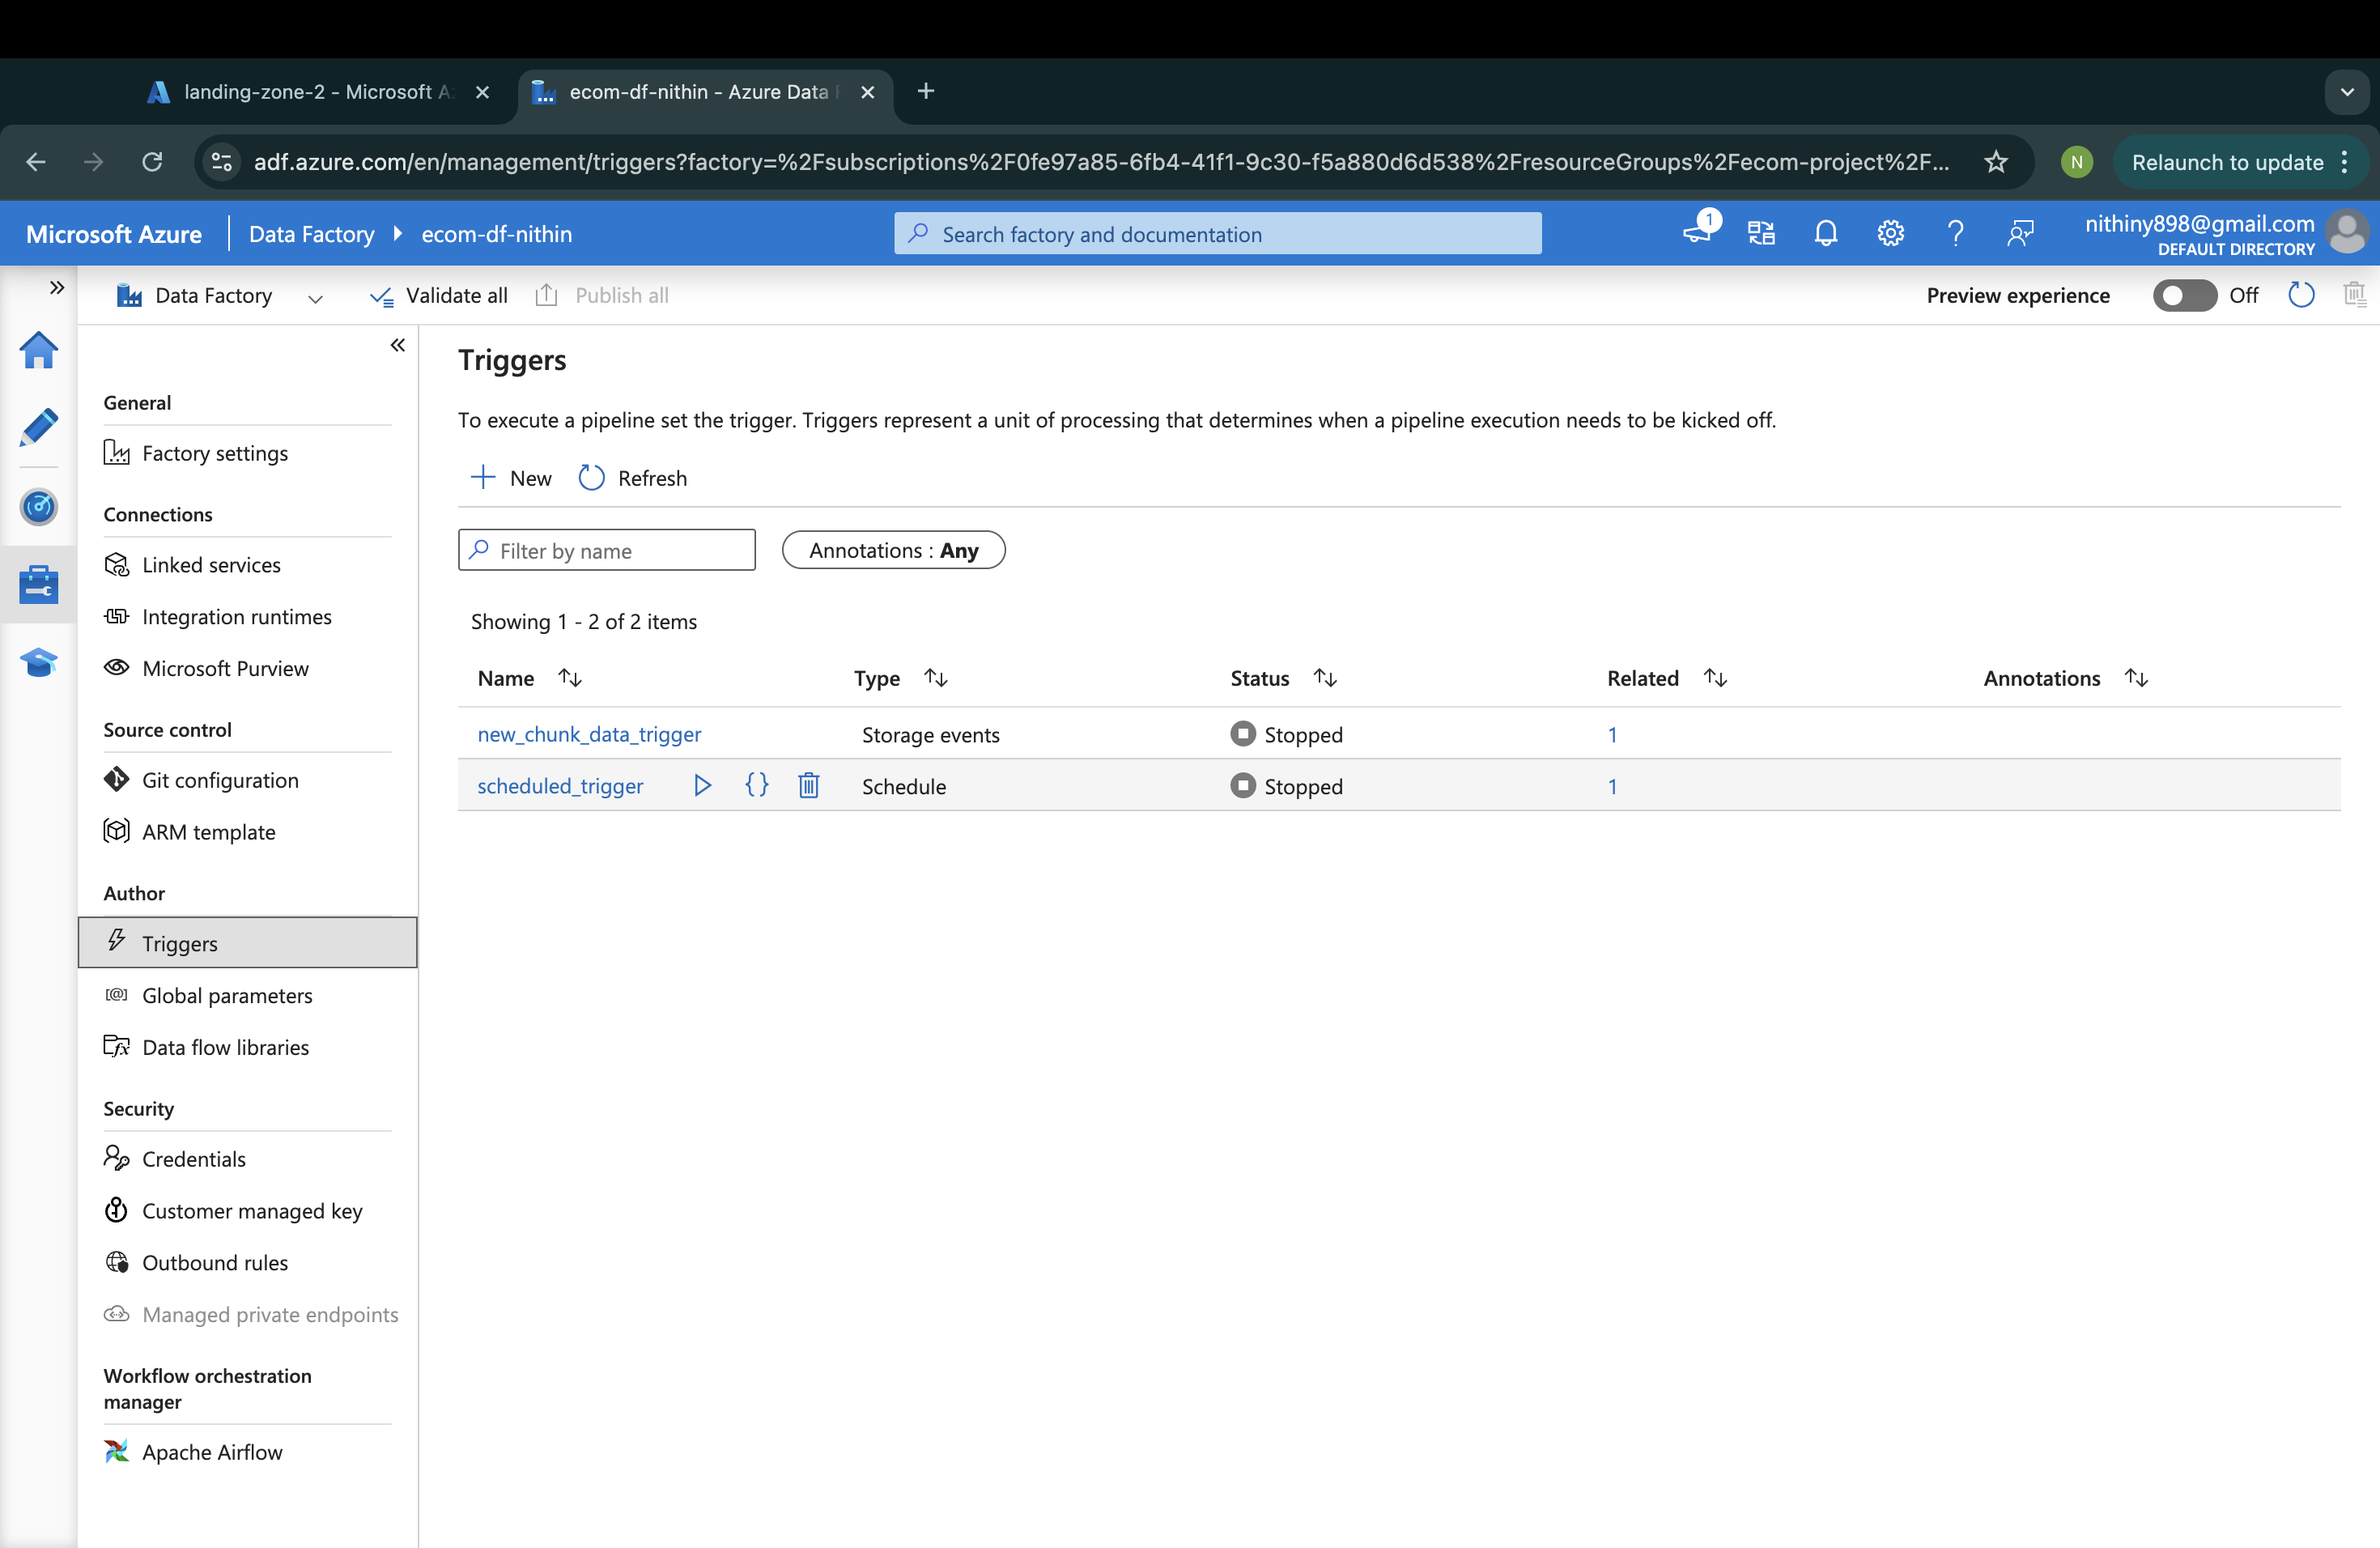 landing-zone-2 - Microsoft A
ecom-df-nithin - Azure Data
adf.azure.com/en/management/triggers?factory=%2Fsubscriptions%2F0fe97a85-6fb4-41f1-9c30-f5a880d6d538%2FresourceGroups%2Fecom-project%2F...
N
Relaunch to update
Microsoft Azure
Data Factory
ecom-df-nithin
Search factory and documentation
1
nithiny898@gmail.com
DEFAULT DIRECTORY
Data Factory
Validate all
Publish all
Preview experience
Off
General
Factory settings
Connections
Linked services
Integration runtimes
Microsoft Purview
Source control
Git configuration
ARM template
Author
Triggers
Global parameters
Data flow libraries
Security
Credentials
Customer managed key
Outbound rules
Managed private endpoints
Workflow orchestration
manager
Apache Airflow
Triggers
To execute a pipeline set the trigger. Triggers represent a unit of processing that determines when a pipeline execution needs to be kicked off.
New
Refresh
Filter by name
Annotations : Any
Showing 1 - 2 of 2 items
Name Type Status Related Annotations
new_chunk_data_trigger Storage events Stopped 1
scheduled_trigger {} Schedule Stopped 1